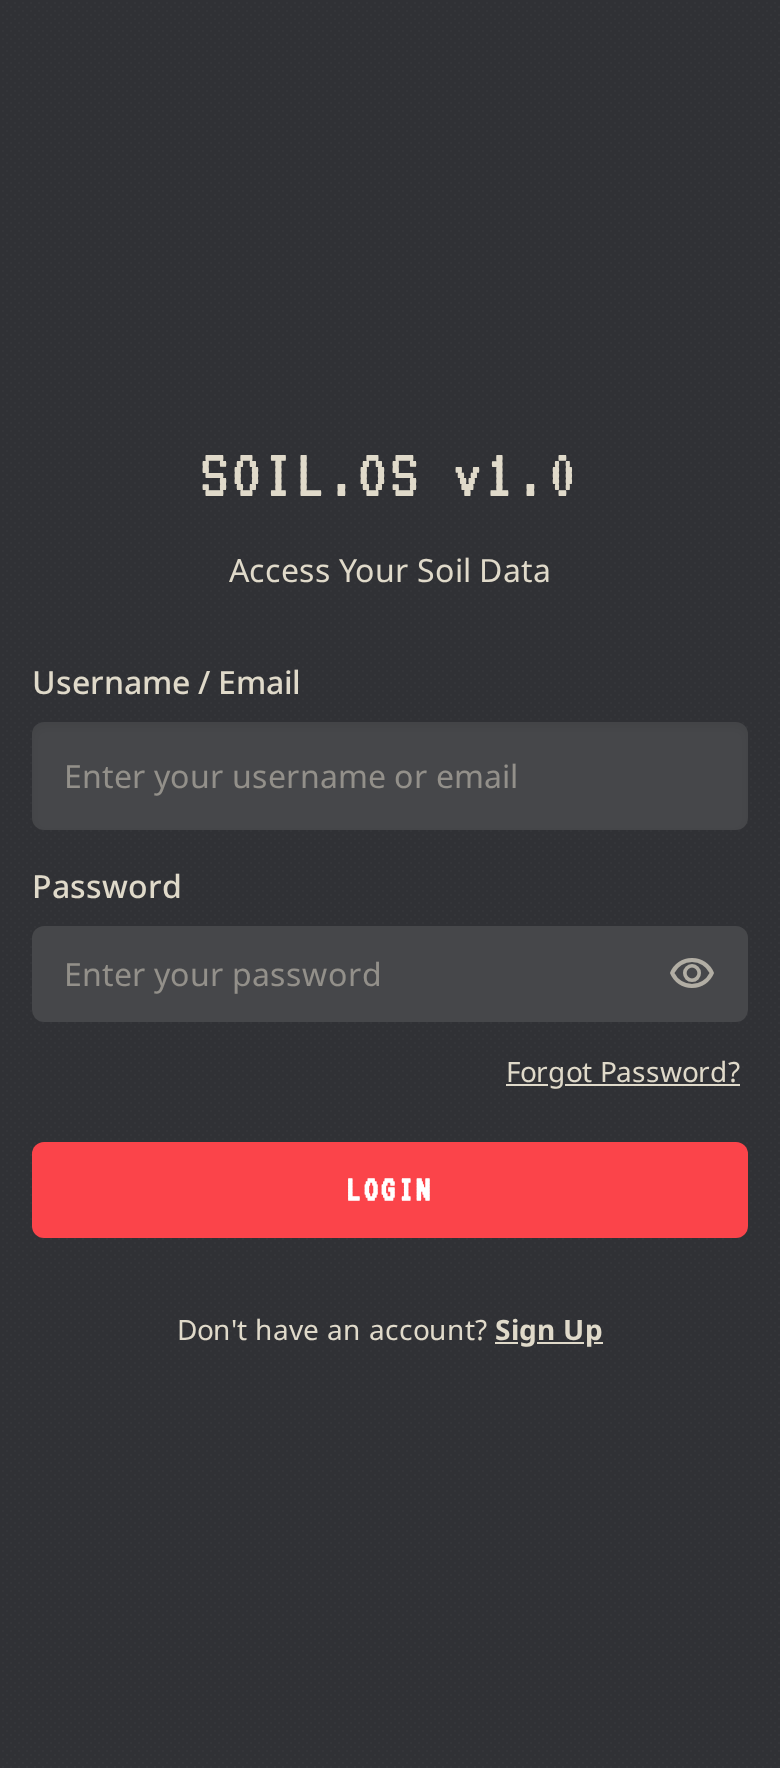 SOIL.OS v1.0
Access Your Soil Data
Username / Email
Enter your username or email
Password
Enter your password
Forgot Password?
LOGIN
Don't have an account? Sign Up